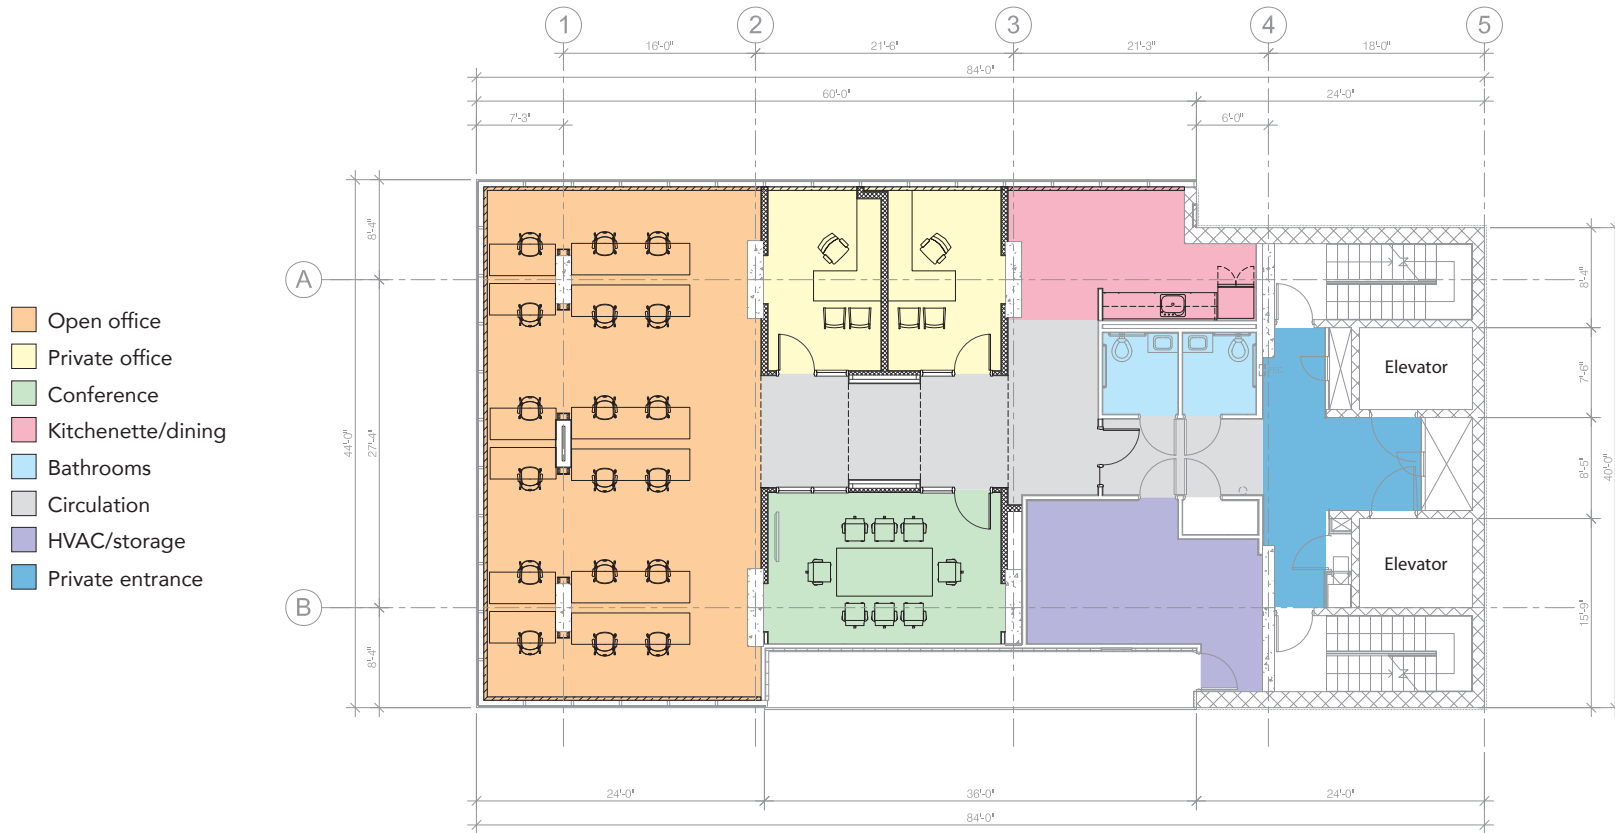 1 2 3 4 5
16'-0" 21'-6" 21'-3" 18'-0"
84'-0"
60'-0" 24'-0"
7'-3" 6'-0"
A
B
8'-4"
44'-0" 27'-4"
8'-4"
Open office
Private office
Conference
Kitchenette/dining
Bathrooms
Circulation
HVAC/storage
Private entrance
Elevator
Elevator
8'-4"
7'-6"
8'-5" 40'-0"
15'-9"
24'-0" 36'-0" 24'-0"
84'-0"